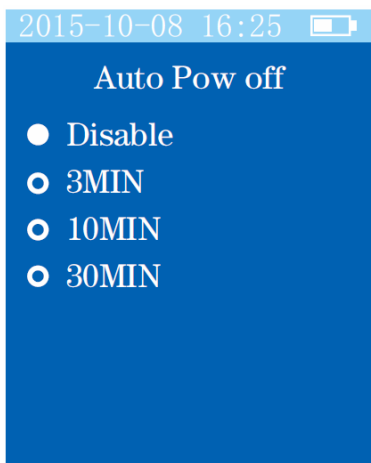 2015-10-08 16:25
Auto Pow off
Disable
3MIN
10MIN
30MIN